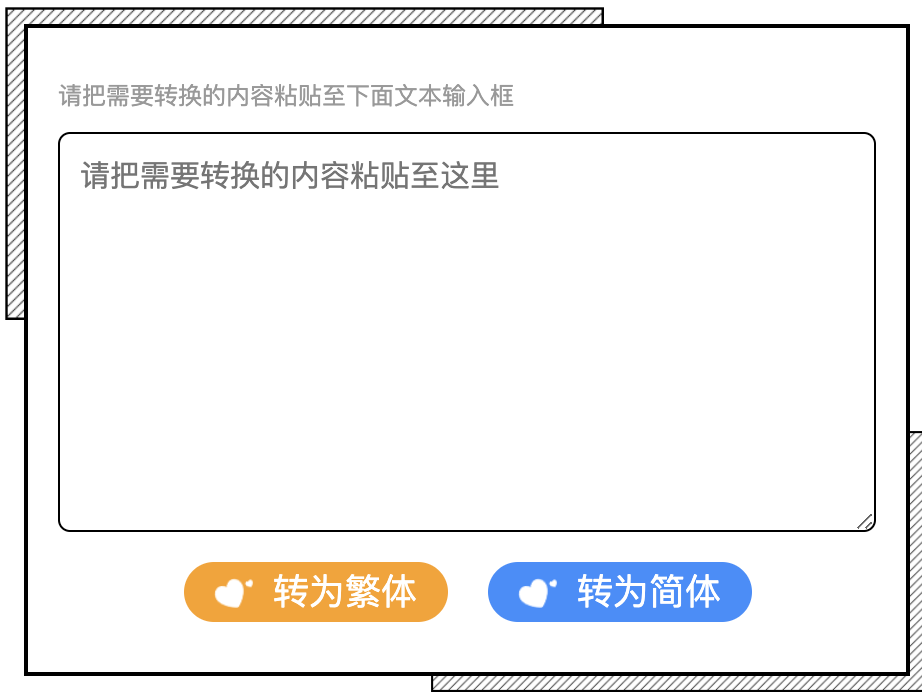 请把需要转换的内容粘贴至下面文本输入框
请把需要转换的内容粘贴至这里
转为繁体
转为简体